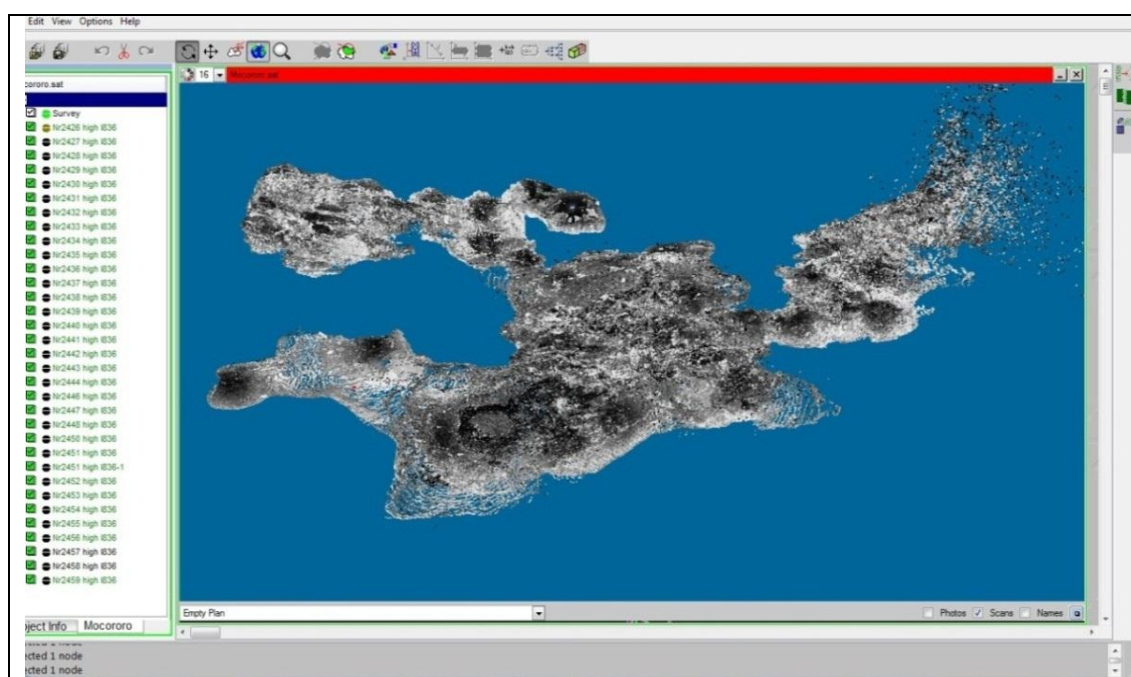 Edit View Options Help
16 Mocororo.sat
cororo.sat
Survey
Nr2426 high I836
Nr2427 high I836
Nr2428 high I836
Nr2429 high I836
Nr2430 high I836
Nr2431 high I836
Nr2432 high I836
Nr2433 high I836
Nr2434 high I836
Nr2435 high I836
Nr2436 high I836
Nr2437 high I836
Nr2438 high I836
Nr2439 high I836
Nr2440 high I836
Nr2441 high I836
Nr2442 high I836
Nr2443 high I836
Nr2444 high I836
Nr2446 high I836
Nr2447 high I836
Nr2448 high I836
Nr2450 high I836
Nr2451 high I836
Nr2451 high I836-1
Nr2452 high I836
Nr2453 high I836
Nr2454 high I836
Nr2455 high I836
Nr2456 high I836
Nr2457 high I836
Nr2458 high I836
Nr2459 high I836
Empty Plan Photos Scans Names
oject Info Mocororo
ected 1 node
ected 1 node